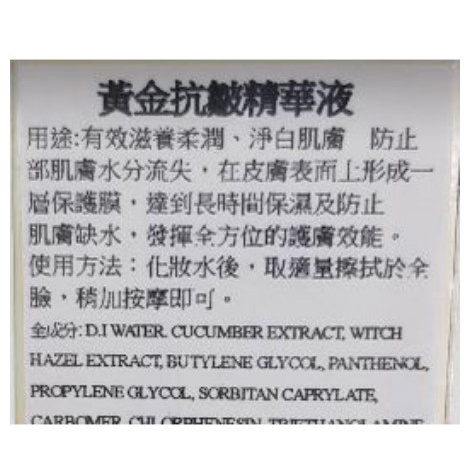 黃金抗皺精華液
用途:有效滋養柔潤、淨白肌膚　防止
部肌膚水分流失，在皮膚表面上形成一
層保護膜，達到長時間保濕及防止
肌膚缺水，發揮全方位的護膚效能。
使用方法：化妝水後，取適量擦拭於全
臉，稍加按摩即可。
全成分:D.I WATER. CUCUMBER EXTRACT, WITCH
HAZEL EXTRACT, BUTYLENE GLYCOL, PANTHENOL,
PROPYLENE GLYCOL, SORBITAN CAPRYLATE,
CARBOMER, CHLORPHENESIN, TRIETHANOLAMINE